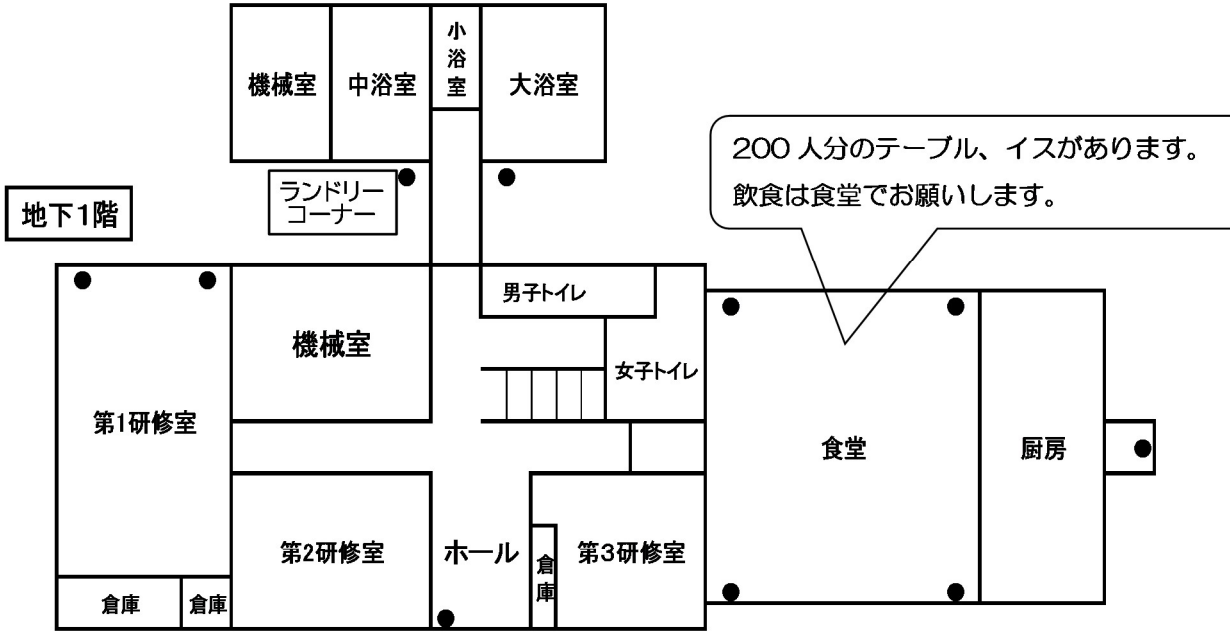 小浴室
機械室
中浴室
大浴室
200 人分のテーブル、イスがあります。
飲食は食堂でお願いします。
ランドリー
コーナー
地下1階
男子トイレ
機械室
女子トイレ
第1研修室
食堂
厨房
第2研修室
ホール
倉庫
第3研修室
倉庫
倉庫